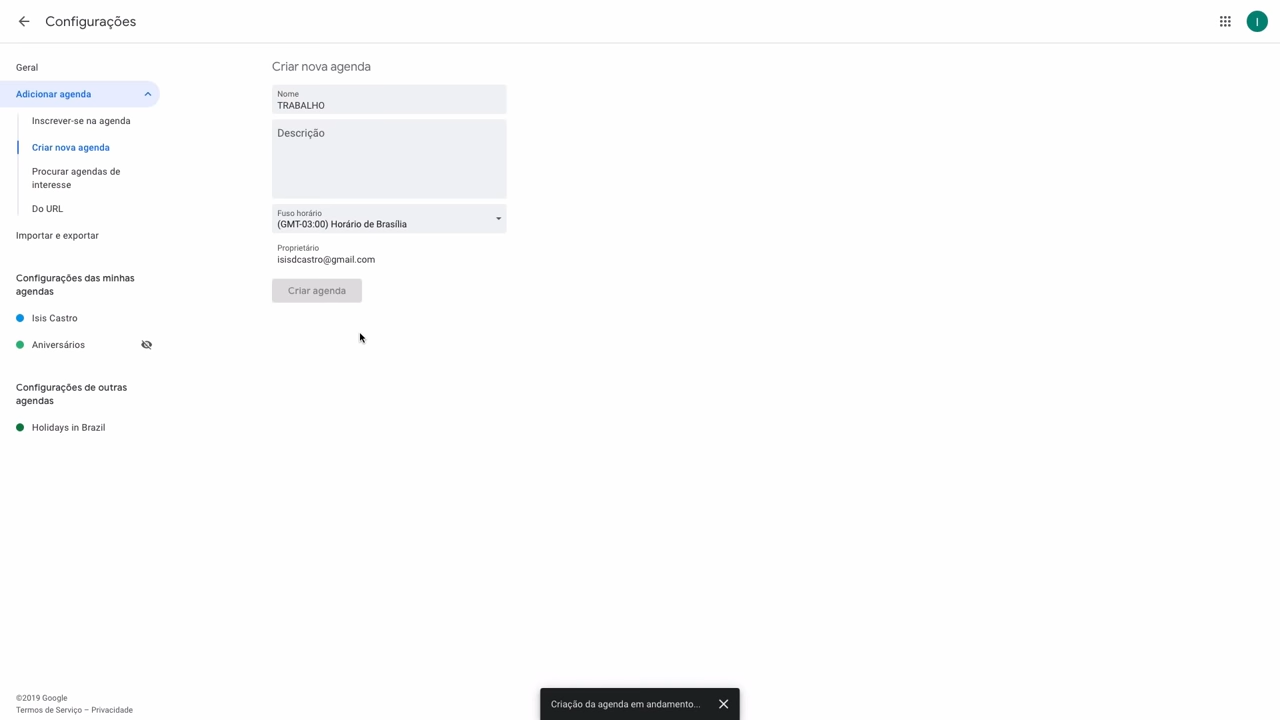 Configurações
I
Geral
Adicionar agenda
Inscrever-se na agenda
Criar nova agenda
Procurar agendas de
interesse
Do URL
Importar e exportar
Configurações das minhas
agendas
Isis Castro
Aniversários
Configurações de outras
agendas
Holidays in Brazil
©2019 Google
Termos de Serviço – Privacidade
Criar nova agenda
Nome
TRABALHO
Descrição
Fuso horário
(GMT-03:00) Horário de Brasília
Proprietário
isisdcastro@gmail.com
Criar agenda
Criação da agenda em andamento...